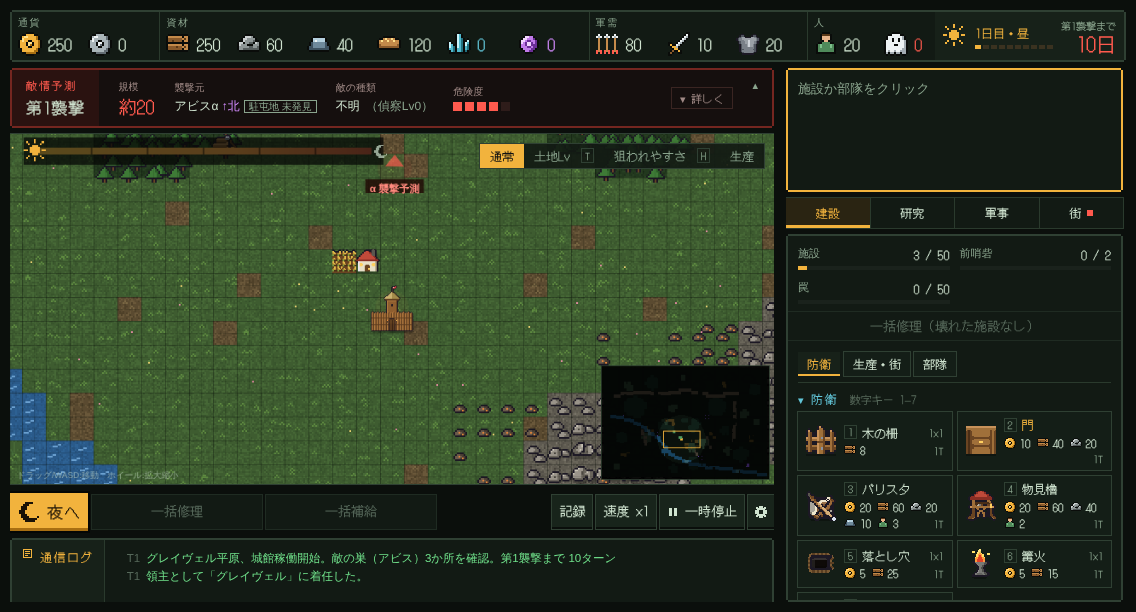 通貨
250 0
資材
250 60 40 120 0 0
軍需
80 10 20
人
20 0
1日目・昼
第1襲撃まで
10日
敵情予測
第1襲撃
規模
約20
襲撃元
アビスα ↑北 駐屯地 未発見
敵の種類
不明 （偵察Lv0）
危険度
▼ 詳しく
▲
通常 土地Lv T 狙われやすさ H 生産
α 襲撃予測
夜へ
一括修理
一括補給
記録
速度 x1
一時停止
通信ログ
T1 グレイヴェル平原、城館稼働開始。敵の巣（アビス）3か所を確認。第1襲撃まで 10ターン
T1 領主として「グレイヴェル」に着任した。
施設か部隊をクリック
建設 研究 軍事 街
施設 3 / 50 前哨砦 0 / 2
罠 0 / 50
一括修理（壊れた施設なし）
防衛 生産・街 部隊
▼ 防衛 数字キー 1–7
1 木の柵 1x1
8 1T
2 門
10 40 20
1T
3 バリスタ
20 60 20
10 3 1T
4 物見櫓
20 60 40
2 1T
5 落とし穴 1x1
5 25 1T
6 篝火 1x1
5 15 1T